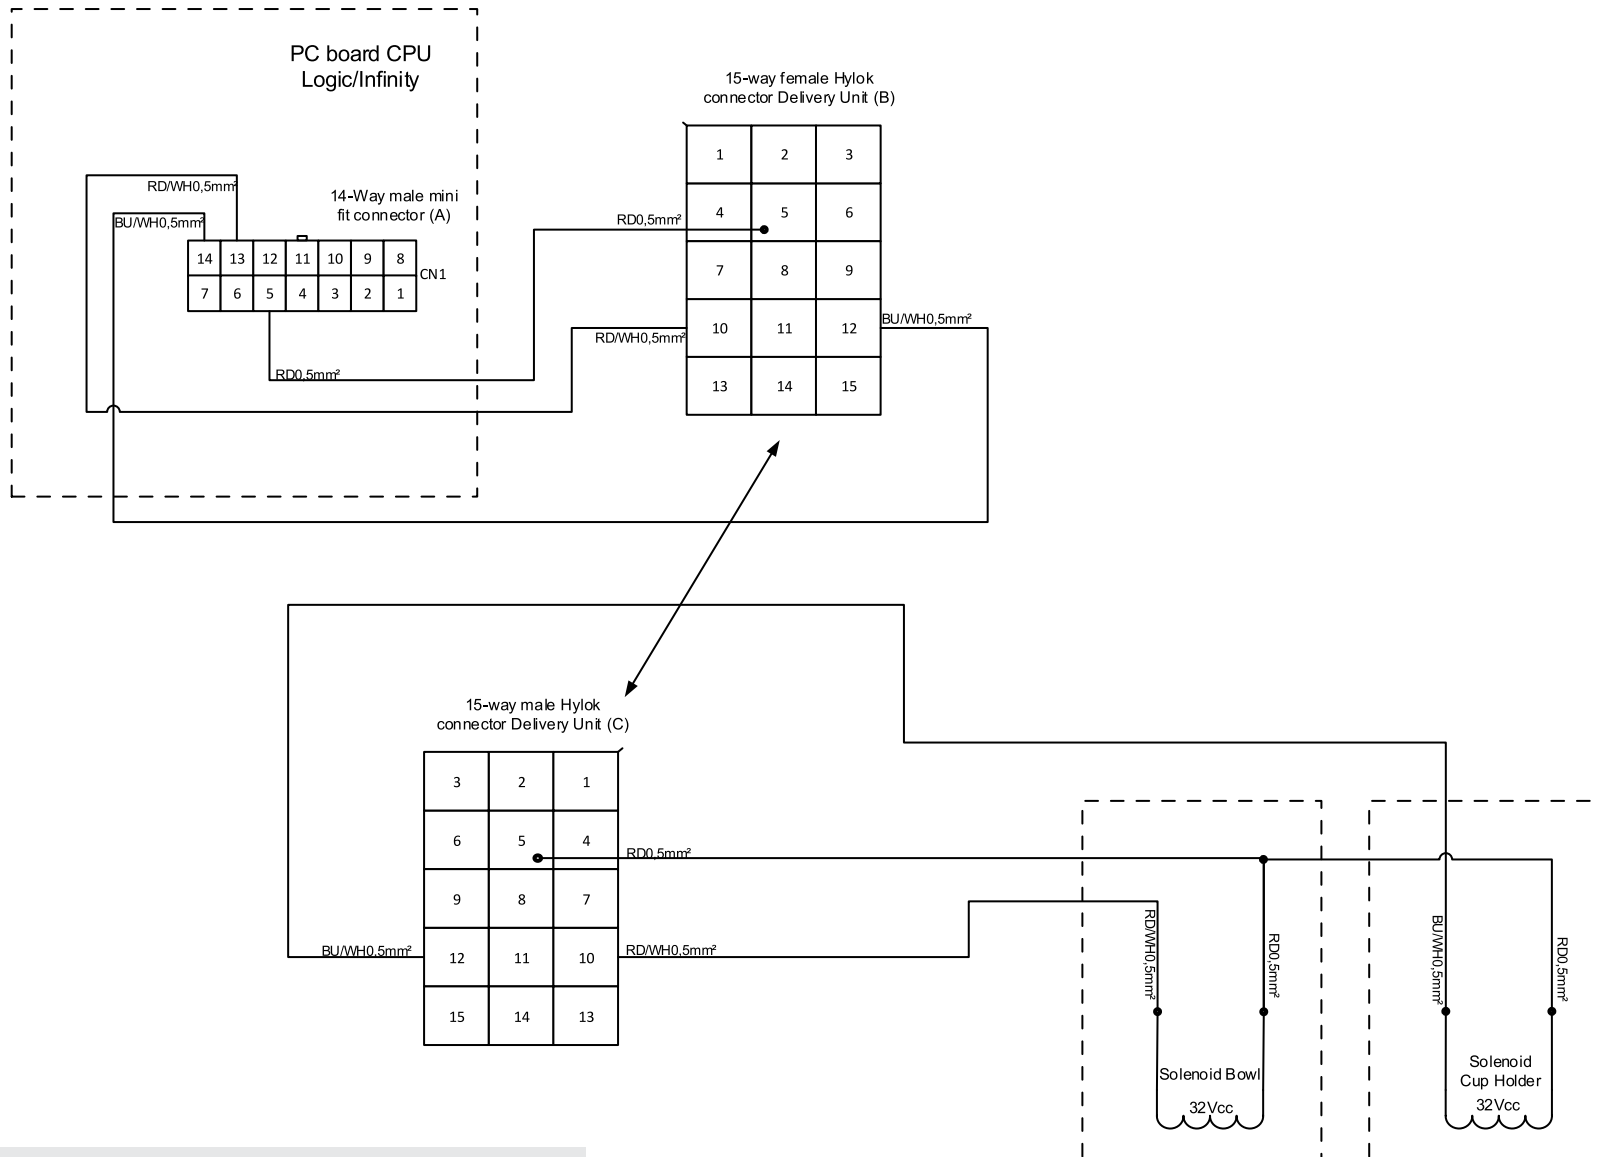 PC board CPU
Logic/Infinity
15-way female Hylok
connector Delivery Unit (B)
1 2 3
RD/WH0,5mm²
14-Way male mini
fit connector (A)
BU/WH0,5mm²
RD0,5mm²
4 5 6
14 13 12 11 10 9 8
CN1
7 6 5 4 3 2 1
7 8 9
BU/WH0,5mm²
RD/WH0,5mm²
10 11 12
RD0,5mm²
13 14 15
15-way male Hylok
connector Delivery Unit (C)
3 2 1
6 5 4
RD0,5mm²
9 8 7
BU/WH0.5mm²
12 11 10
RD/WH0,5mm²
15 14 13
RD/WH0,5mm²
RD0,5mm²
BU/WH0,5mm²
RD0,5mm²
Solenoid Bowl
32Vcc
Solenoid
Cup Holder
32Vcc